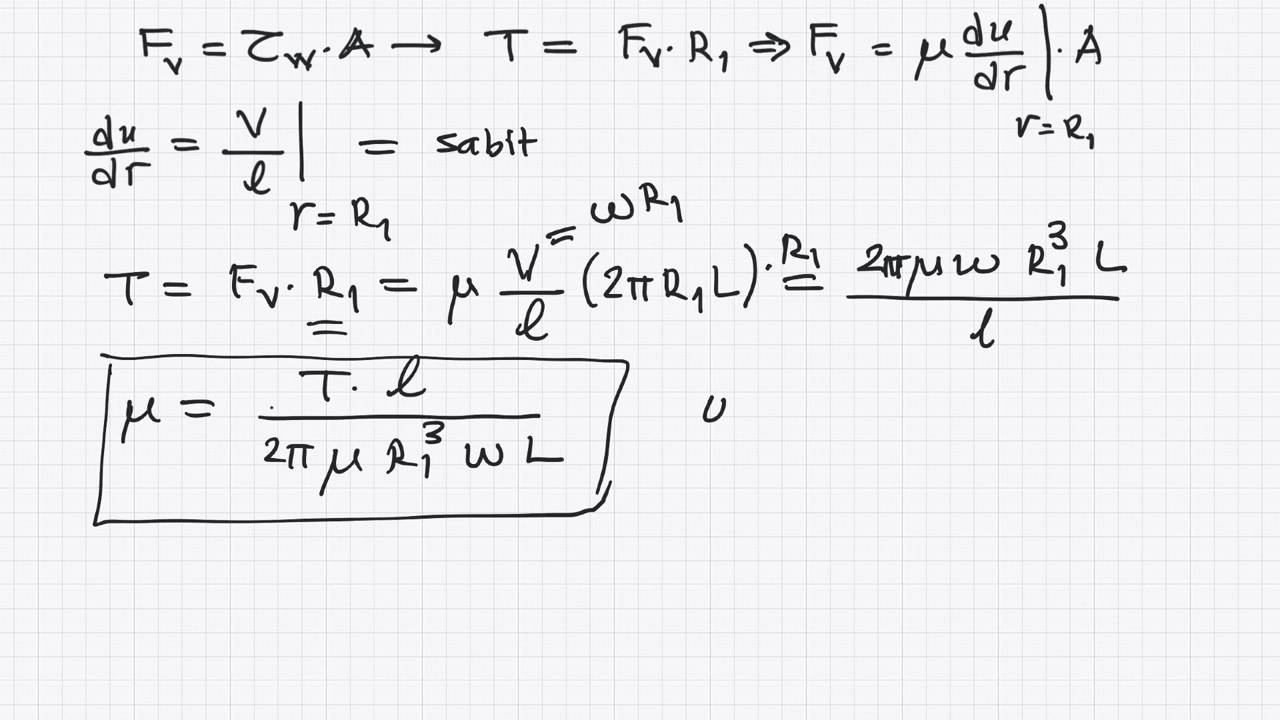 F_v = τ_w · A → T = F_v · R_1 ⇒ F_v = μ du/dr |_{r=R_1} · A
du/dr = V/ℓ |_{r=R_1} = sabit
T = F_v · R_1 = μ V/ℓ (2πR_1L) · R_1 = 2πμω R_1^3 L / ℓ
V = ωR_1
μ = T · ℓ / 2π μ R_1^3 ω L